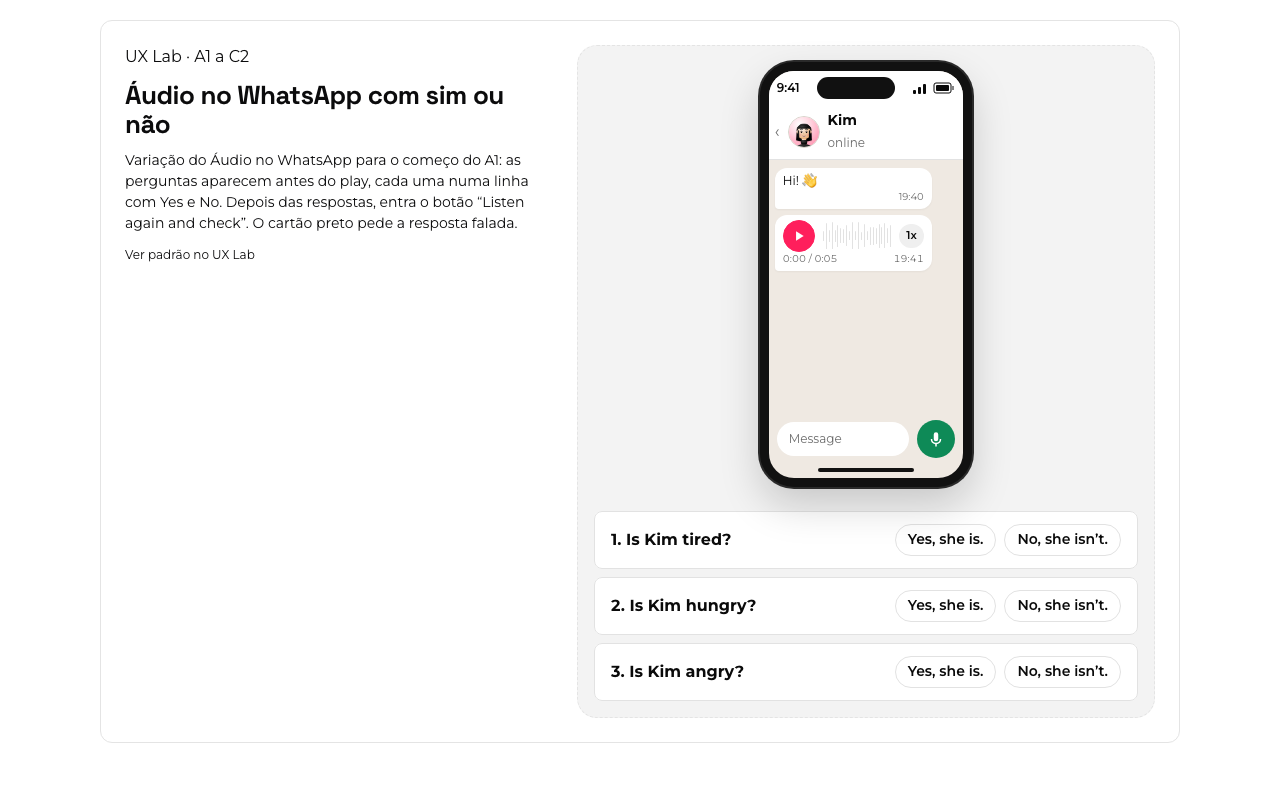 UX Lab · A1 a C2
Áudio no WhatsApp com sim ou
não
Variação do Áudio no WhatsApp para o começo do A1: as
perguntas aparecem antes do play, cada uma numa linha
com Yes e No. Depois das respostas, entra o botão “Listen
again and check”. O cartão preto pede a resposta falada.
Ver padrão no UX Lab
9:41
Kim
online
Hi! 👋
19:40
1x
0:00 / 0:05 19:41
Message
1. Is Kim tired? Yes, she is. No, she isn’t.
2. Is Kim hungry? Yes, she is. No, she isn’t.
3. Is Kim angry? Yes, she is. No, she isn’t.